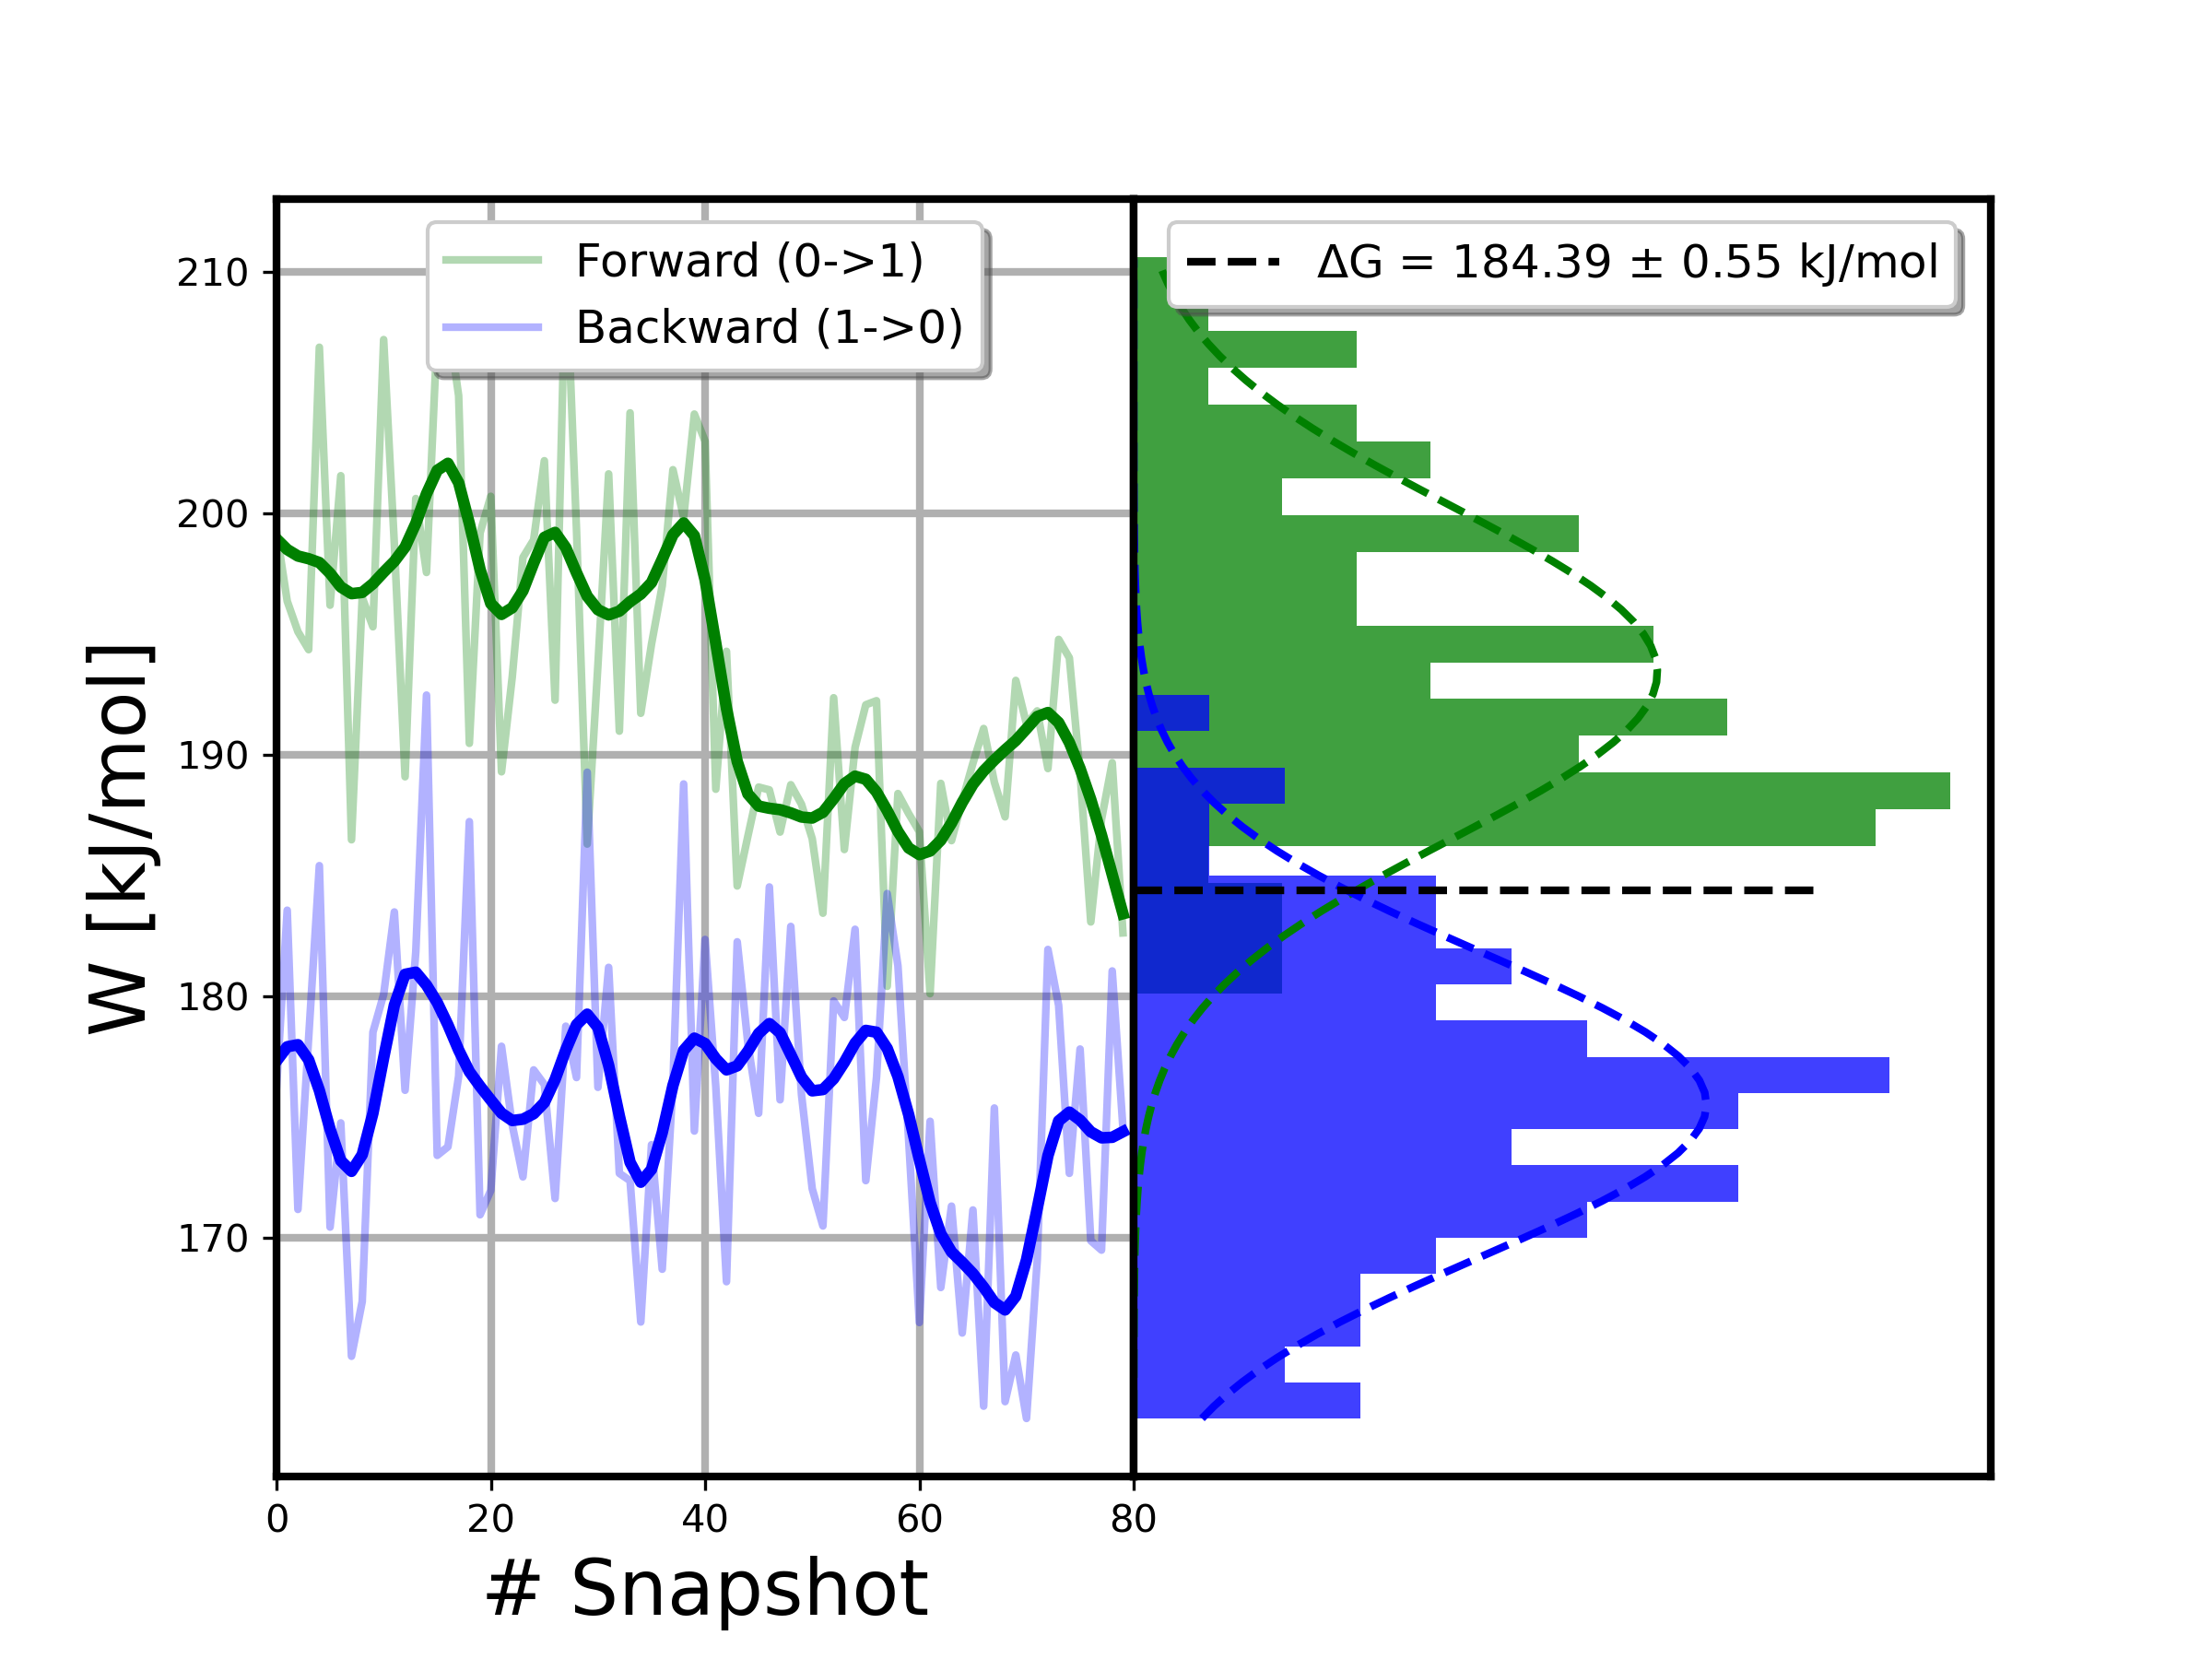 Forward (0->1)
Backward (1->0)
ΔG = 184.39 ± 0.55 kJ/mol
W [kJ/mol]
210
200
190
180
170
0
20
40
60
80
# Snapshot